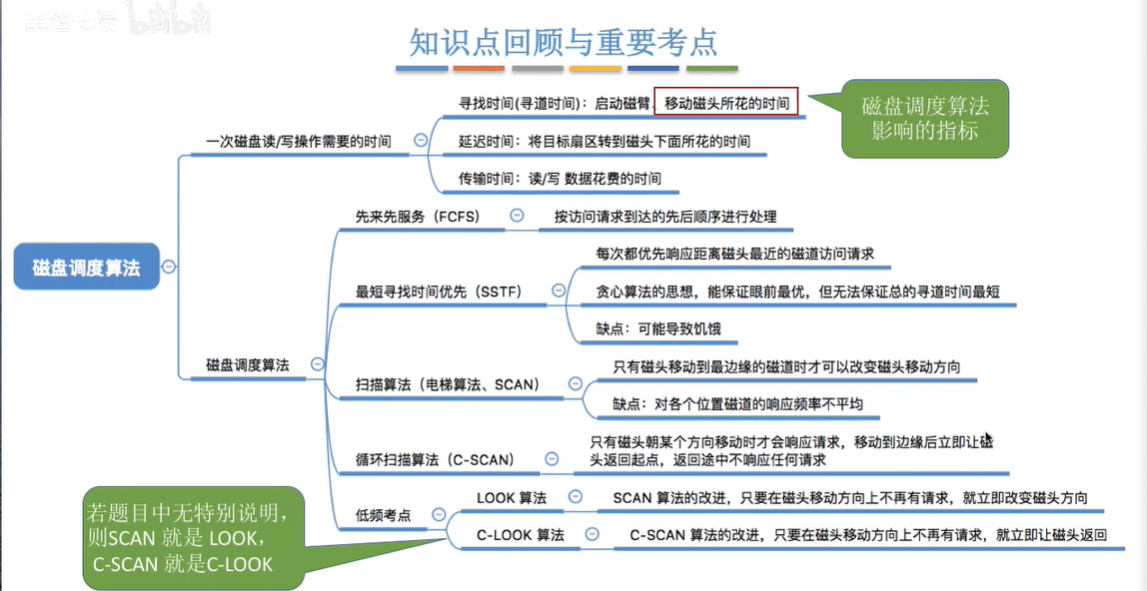 王道论坛 bilibili
知识点回顾与重要考点
寻找时间(寻道时间)：启动磁臂、移动磁头所花的时间
磁盘调度算法
影响的指标
一次磁盘读/写操作需要的时间
延迟时间：将目标扇区转到磁头下面所花的时间
传输时间：读/写 数据花费的时间
先来先服务（FCFS）
按访问请求到达的先后顺序进行处理
每次都优先响应距离磁头最近的磁道访问请求
磁盘调度算法
最短寻找时间优先（SSTF）
贪心算法的思想，能保证眼前最优，但无法保证总的寻道时间最短
缺点：可能导致饥饿
磁盘调度算法
只有磁头移动到最边缘的磁道时才可以改变磁头移动方向
扫描算法（电梯算法、SCAN）
缺点：对各个位置磁道的响应频率不平均
只有磁头朝某个方向移动时才会响应请求，移动到边缘后立即让磁
头返回起点，返回途中不响应任何请求
循环扫描算法（C-SCAN）
LOOK 算法
SCAN 算法的改进，只要在磁头移动方向上不再有请求，就立即改变磁头方向
低频考点
C-LOOK 算法
C-SCAN 算法的改进，只要在磁头移动方向上不再有请求，就立即让磁头返回
若题目中无特别说明，
则SCAN 就是 LOOK，
C-SCAN 就是C-LOOK